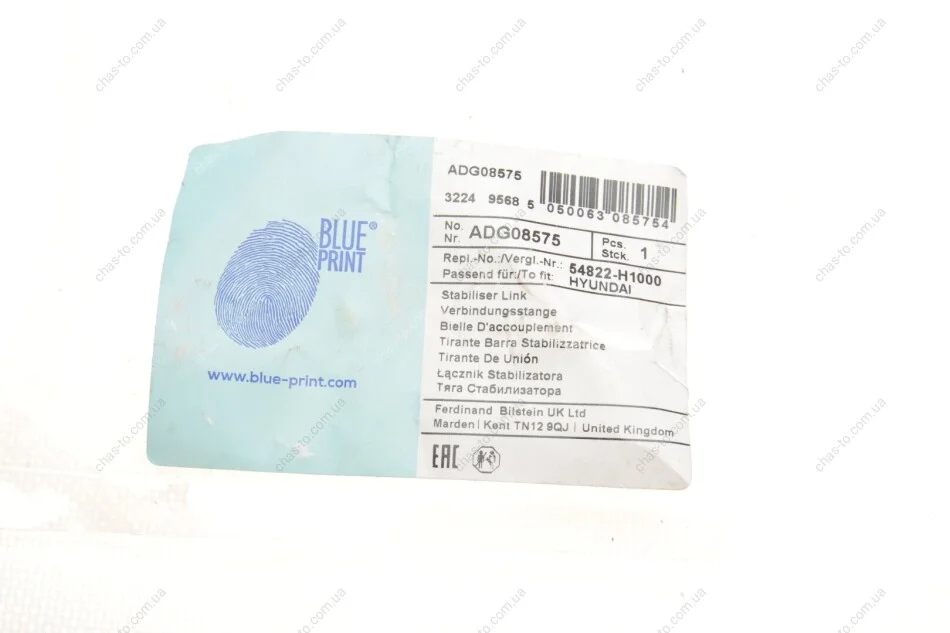 BLUE®
PRINT
www.blue-print.com
ADG08575
3224 9568 5
050063 085754
No.
Nr. ADG08575
Pcs.
Stck. 1
Repl.-No.:/Vergl.-Nr.: 54822-H1000
Passend für:/To fit: HYUNDAI
Stabiliser Link
Verbindungsstange
Bielle D'accouplement
Tirante Barra Stabilizzatrice
Tirante De Unión
Łącznik Stabilizatora
Тяга Стабилизатора
Ferdinand Bilstein UK Ltd
Marden | Kent TN12 9QJ | United Kingdom
EAC
chas-to.com.ua